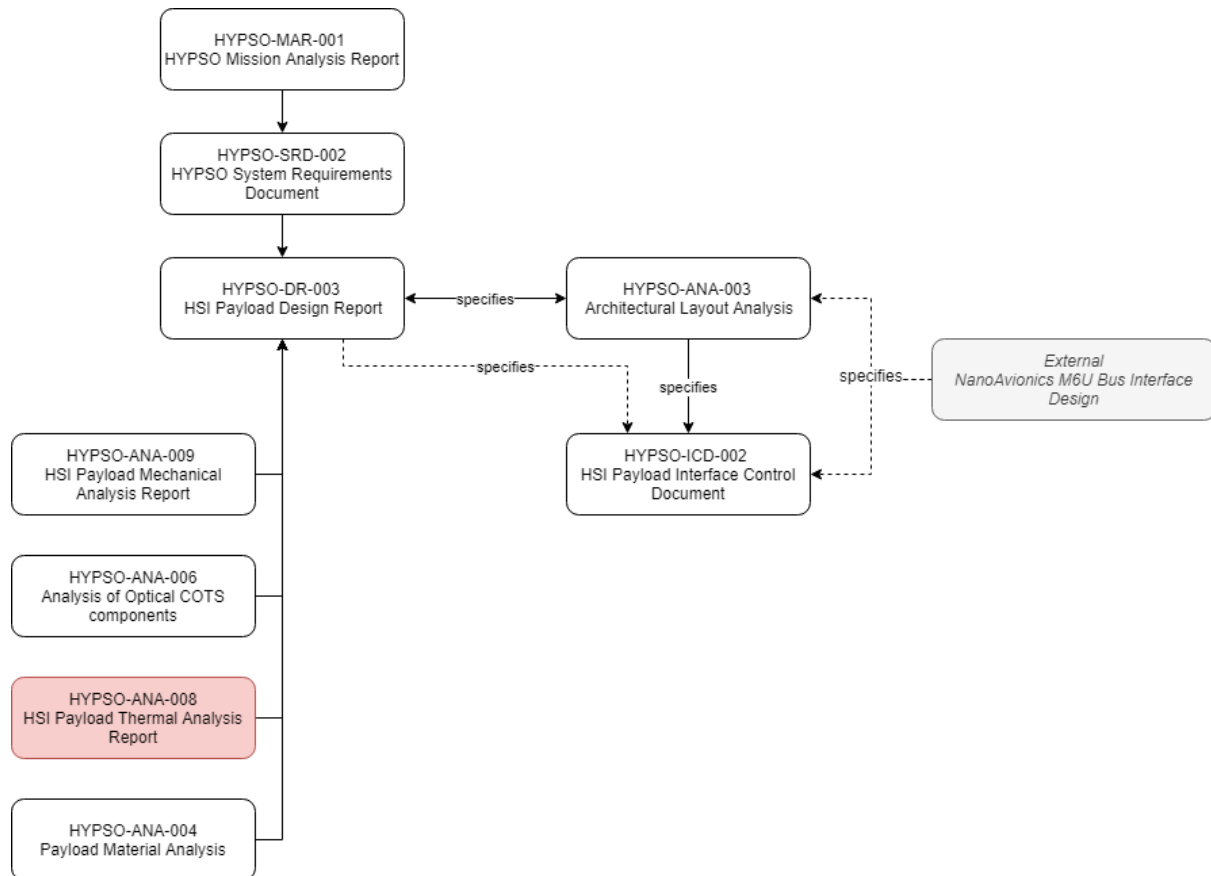 HYPSO-MAR-001
HYPSO Mission Analysis Report
HYPSO-SRD-002
HYPSO System Requirements
Document
HYPSO-DR-003
HSI Payload Design Report
specifies
HYPSO-ANA-003
Architectural Layout Analysis
specifies
specifies
specifies
External
NanoAvionics M6U Bus Interface
Design
HYPSO-ICD-002
HSI Payload Interface Control
Document
HYPSO-ANA-009
HSI Payload Mechanical
Analysis Report
HYPSO-ANA-006
Analysis of Optical COTS
components
HYPSO-ANA-008
HSI Payload Thermal Analysis
Report
HYPSO-ANA-004
Payload Material Analysis